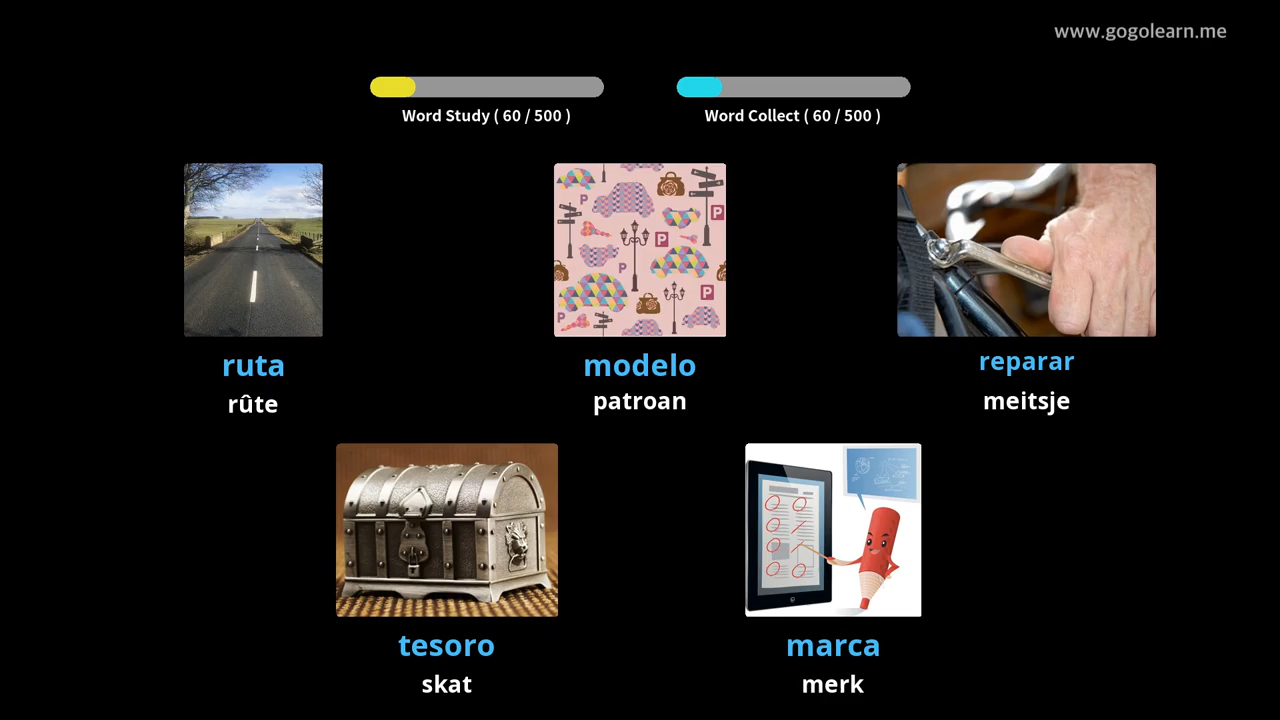 www.gogolearn.me
Word Study ( 60 / 500 )
Word Collect ( 60 / 500 )
P
P
P
P
P
P
ruta
rûte
modelo
patroan
reparar
meitsje
tesoro
skat
marca
merk